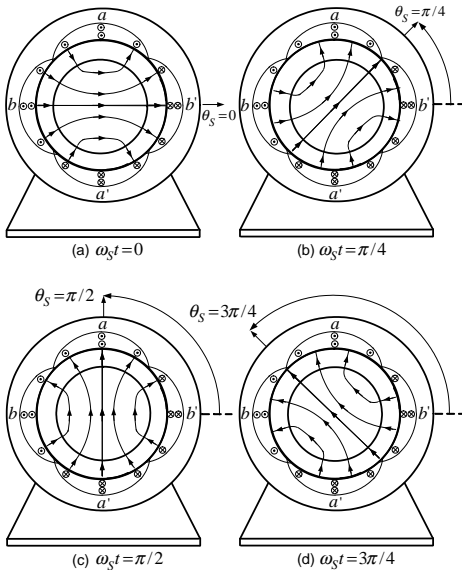 a
b
b'
a'
θS=0
(a) ωSt=0
θS=π/4
a
b
b'
a'
(b) ωSt=π/4
θS=π/2
a
b
b'
a'
(c) ωSt=π/2
θS=3π/4
a
b
b'
a'
(d) ωSt=3π/4